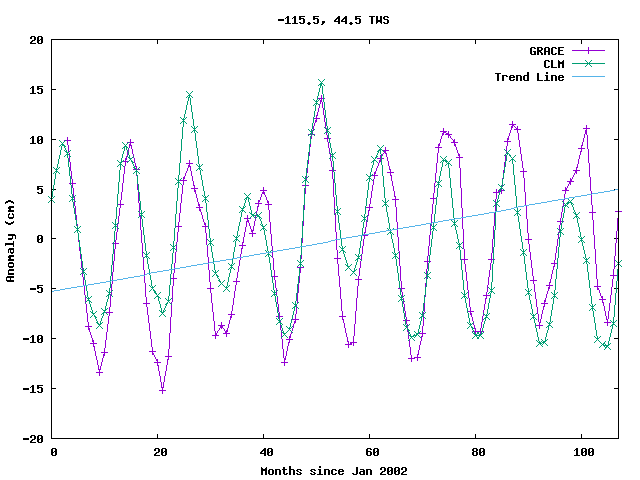 -115.5, 44.5 TWS
GRACE
CLM
Trend Line
20
15
10
5
0
-5
-10
-15
-20
Anomaly (cm)
0 20 40 60 80 100
Months since Jan 2002